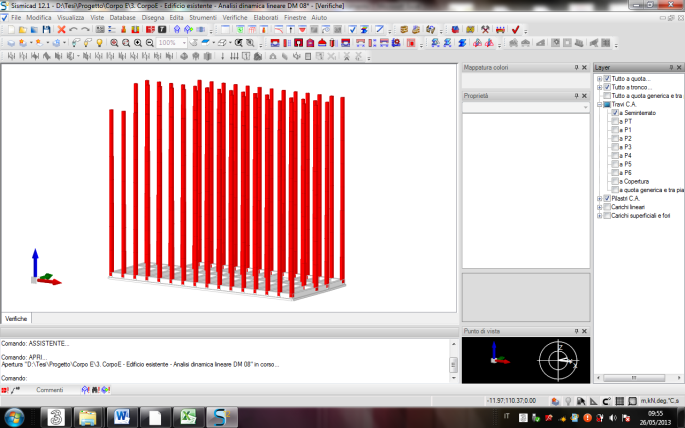 Sismicad 12.1 - D:\Tesi\Progetto\Corpo E\3. CorpoE - Edificio esistente - Analisi dinamica lineare DM 08* - [Verifiche]
File Modifica Visualizza Viste Database Disegna Edita Strumenti Verifiche Elaborati Finestre Aiuto
100%
Mappatura colori
Proprietà
Layer
Tutto a quota...
Tutto a tronco...
Tutto a quota generica e tra
Travi C.A.
a Seminterrato
a PT
a P1
a P2
a P3
a P4
a P5
a P6
a Copertura
a quota generica e tra pia
Pilastri C.A.
Carichi lineari
Carichi superficiali e fori
Verifiche
Punto di vista
Comando: ASSISTENTE...
Comando: APRI...
Apertura "D:\Tesi\Progetto\Corpo E\3. CorpoE - Edificio esistente - Analisi dinamica lineare DM 08" in corso...
Comando:
Commenti
-11.97;110.37;0.00
m,kN,deg,°C,s
IT
09:55
26/05/2013